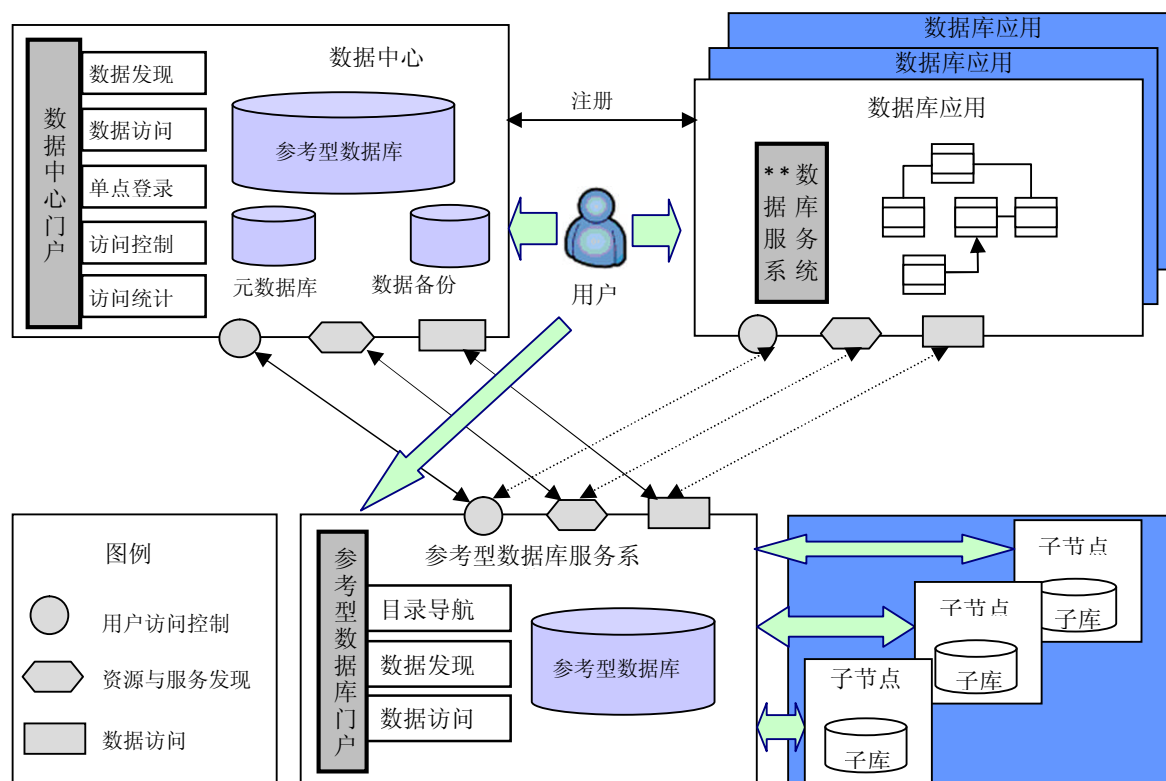 数据中心
数据中心门户
数据发现
数据访问
单点登录
访问控制
访问统计
参考型数据库
元数据库
数据备份
注册
用户
数据库应用
数据库应用
数据库应用
**数
据库
服务
系统
图例
用户访问控制
资源与服务发现
数据访问
参考型数据库服务系
参考型数据库门户
目录导航
数据发现
数据访问
参考型数据库
子节点
子库
子节点
子库
子节点
子库